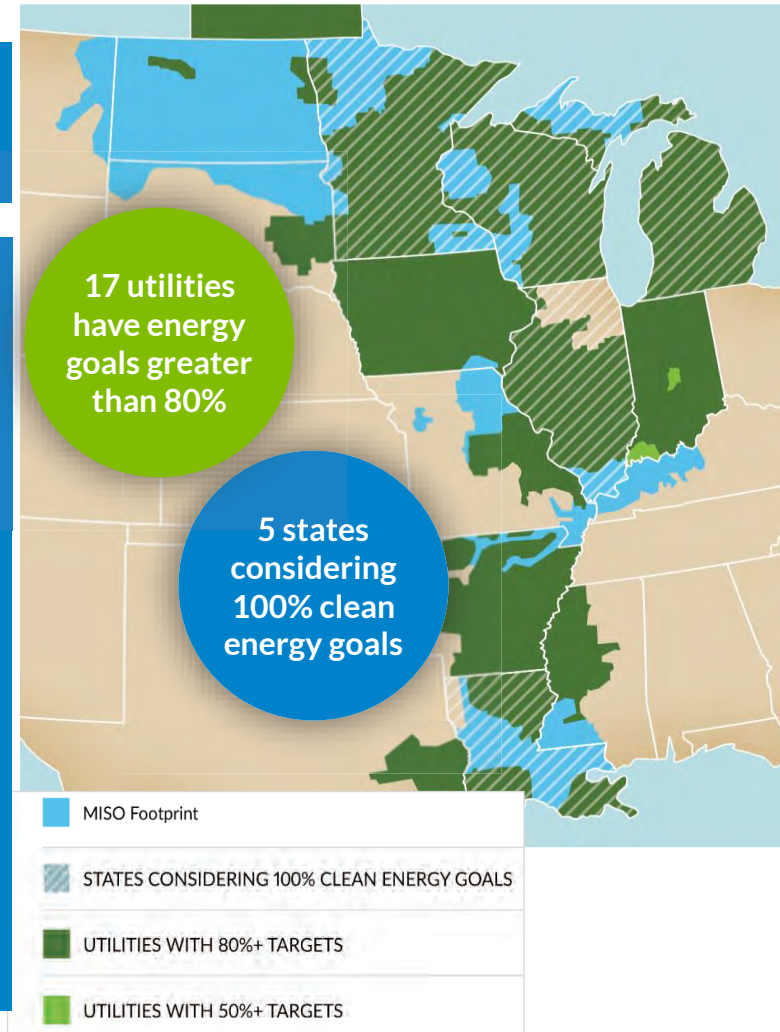 17 utilities
have energy
goals greater
than 80%
5 states
considering
100% clean
energy goals
MISO Footprint
STATES CONSIDERING 100% CLEAN ENERGY GOALS
UTILITIES WITH 80%+ TARGETS
UTILITIES WITH 50%+ TARGETS